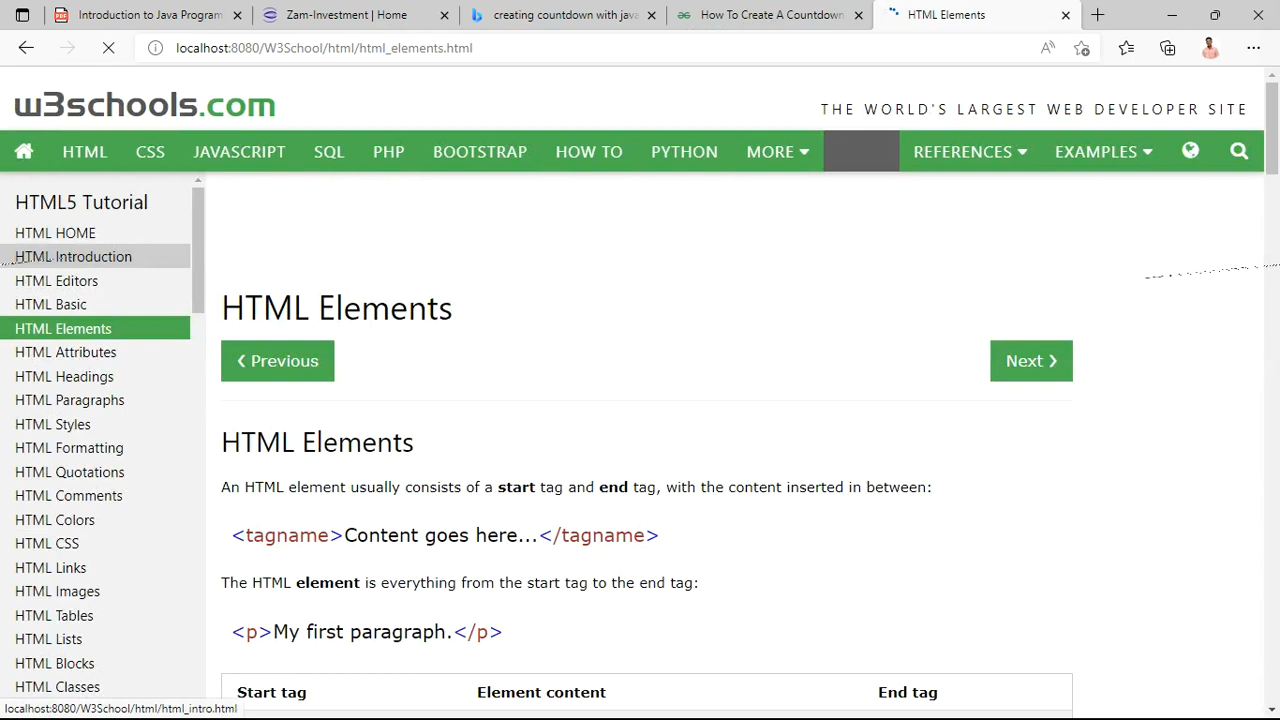 Introduction to Java Program
Zam-Investment | Home
creating countdown with java
How To Create A Countdown
HTML Elements
localhost:8080/W3School/html/html_elements.html
w3schools.com
THE WORLD'S LARGEST WEB DEVELOPER SITE
HTML CSS JAVASCRIPT SQL PHP BOOTSTRAP HOW TO PYTHON MORE REFERENCES EXAMPLES
HTML5 Tutorial
HTML HOME
HTML Introduction
HTML Editors
HTML Basic
HTML Elements
HTML Attributes
HTML Headings
HTML Paragraphs
HTML Styles
HTML Formatting
HTML Quotations
HTML Comments
HTML Colors
HTML CSS
HTML Links
HTML Images
HTML Tables
HTML Lists
HTML Blocks
HTML Classes
localhost:8080/W3School/html/html_intro.html
HTML Elements
❮ Previous
Next ❯
HTML Elements
An HTML element usually consists of a start tag and end tag, with the content inserted in between:
<tagname>Content goes here...</tagname>
The HTML element is everything from the start tag to the end tag:
<p>My first paragraph.</p>
Start tag Element content End tag